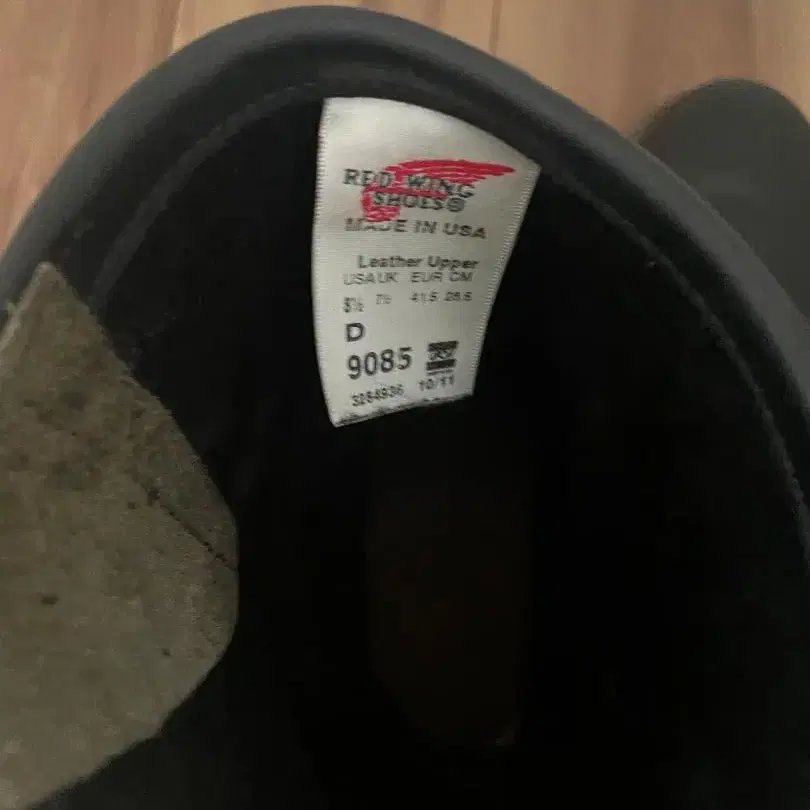 RED WING
SHOES®
MADE IN USA
Leather Upper
USA UK EUR CM
8½ 7½ 41.5 26.5
D
9085
3284936 10/11